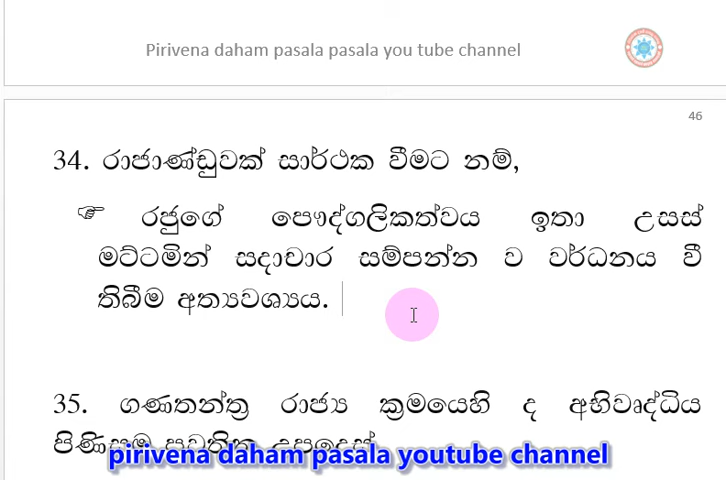 Pirivena daham pasala pasala you tube channel
46
34. රාජාණ්ඩුවක් සාර්ථක වීමට නම්,
☞ රජුගේ පෞද්ගලිකත්වය ඉතා උසස්
මට්ටමින් සදාචාර සම්පන්න ව වර්ධනය වී
තිබීම අත්‍යවශ්‍යය.
35. ගණතන්ත්‍ර රාජ්‍ය ක්‍රමයෙහි ද අභිවෘද්ධිය
පිණිස
pirivena daham pasala youtube channel